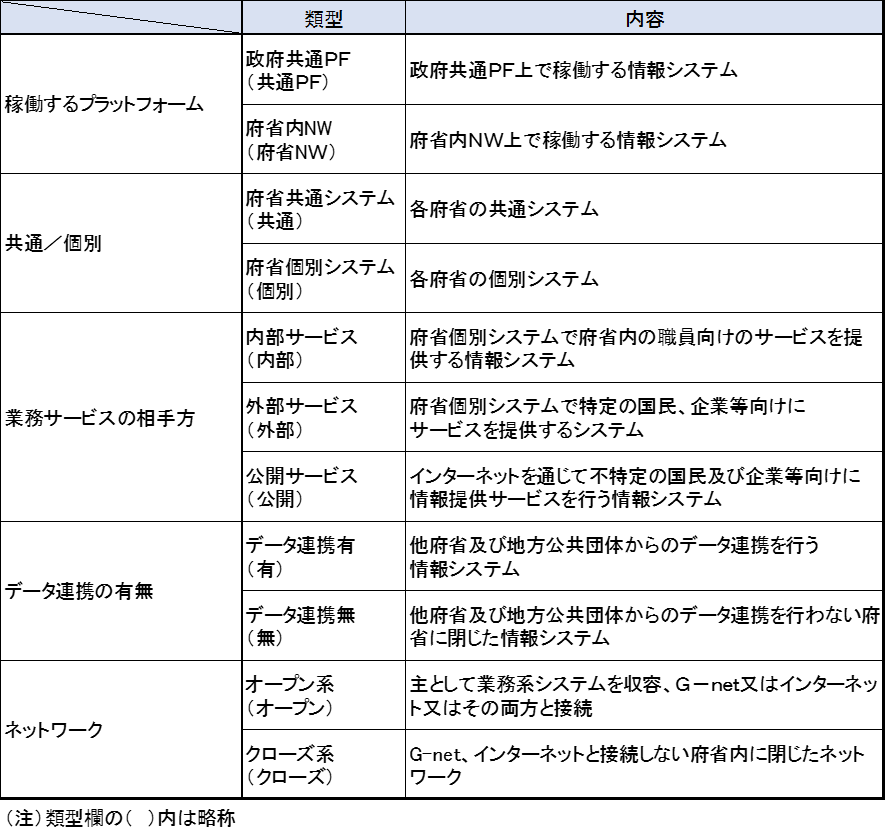 類型 内容
稼働するプラットフォーム
政府共通PF
（共通PF）
政府共通PF上で稼働する情報システム
府省内NW
（府省NW）
府省内NW上で稼働する情報システム
共通／個別
府省共通システム
（共通）
各府省の共通システム
府省個別システム
（個別）
各府省の個別システム
業務サービスの相手方
内部サービス
（内部）
府省個別システムで府省内の職員向けのサービスを提
供する情報システム
外部サービス
（外部）
府省個別システムで特定の国民、企業等向けに
サービスを提供するシステム
公開サービス
（公開）
インターネットを通じて不特定の国民及び企業等向けに
情報提供サービスを行う情報システム
データ連携の有無
データ連携有
（有）
他府省及び地方公共団体からのデータ連携を行う
情報システム
データ連携無
（無）
他府省及び地方公共団体からのデータ連携を行わない府
省に閉じた情報システム
ネットワーク
オープン系
（オープン）
主として業務系システムを収容、G－net又はインターネッ
ト又はその両方と接続
クローズ系
（クローズ）
G-net、インターネットと接続しない府省内に閉じたネット
ワーク
（注）類型欄の（　）内は略称